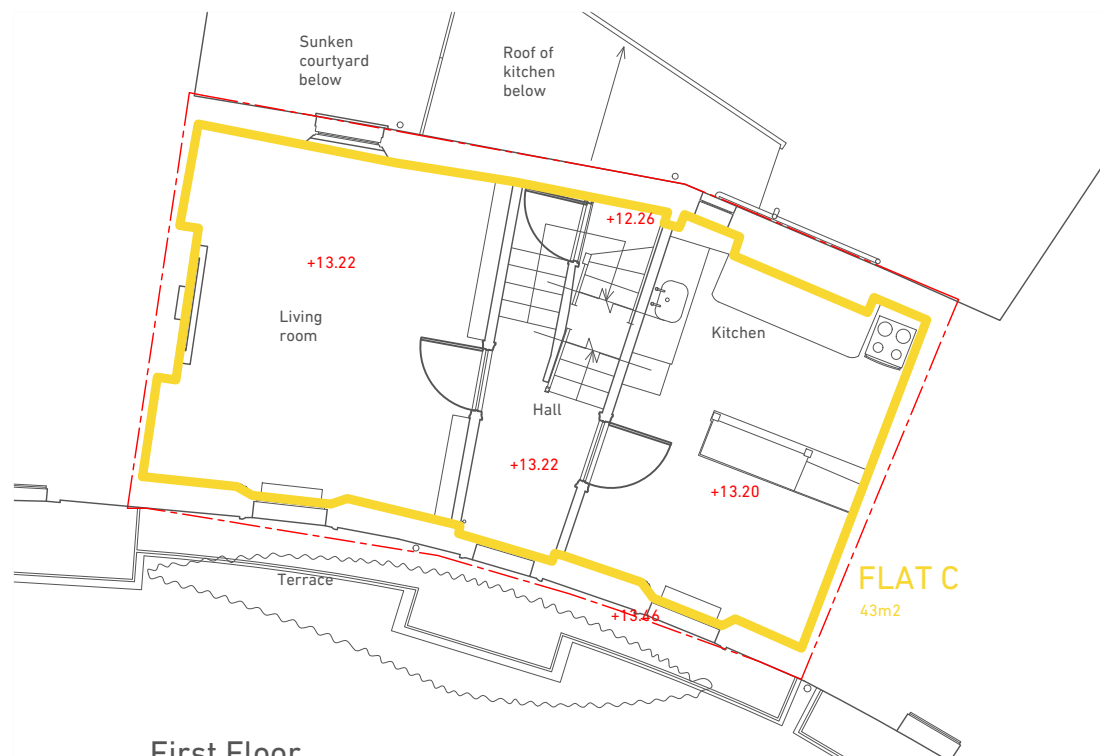 Sunken
courtyard
below
Roof of
kitchen
below
+12.26
+13.22
Living
room
Kitchen
Hall
+13.22
+13.20
FLAT C
43m2
Terrace
+13.46
First Floor